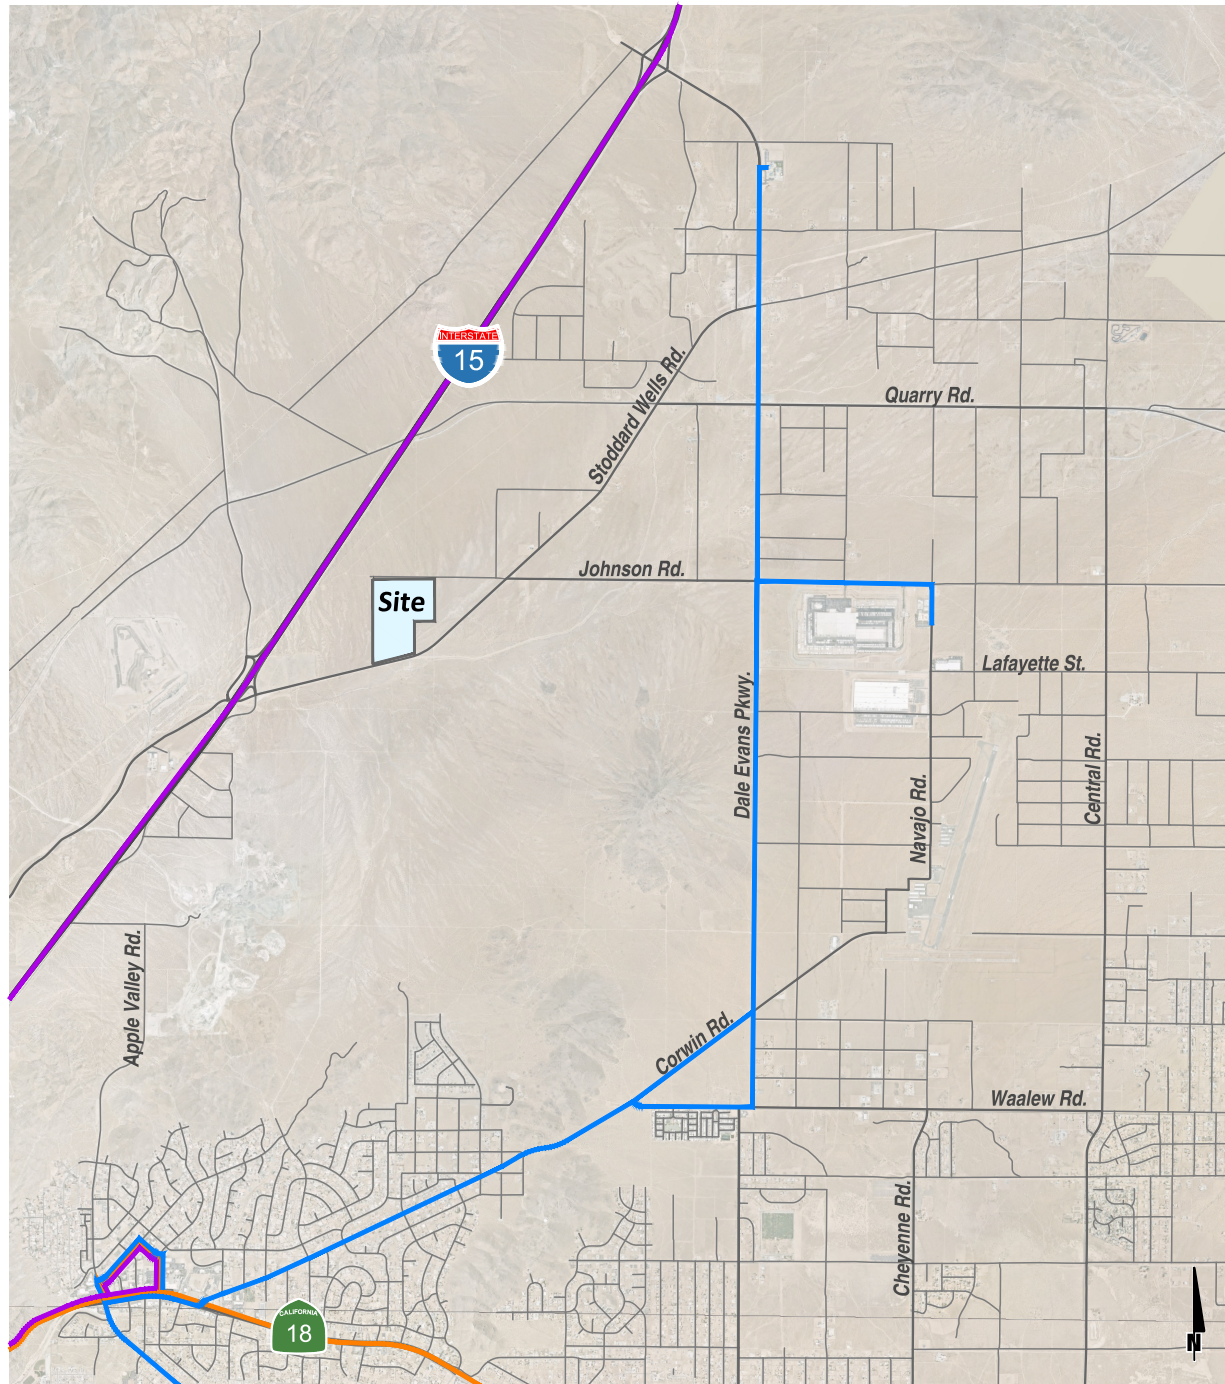 INTERSTATE
15
Stoddard Wells Rd.
Quarry Rd.
Johnson Rd.
Site
Lafayette St.
Dale Evans Pkwy.
Central Rd.
Navajo Rd.
Apple Valley Rd.
Corwin Rd.
Waalew Rd.
Cheyenne Rd.
CALIFORNIA
18
N